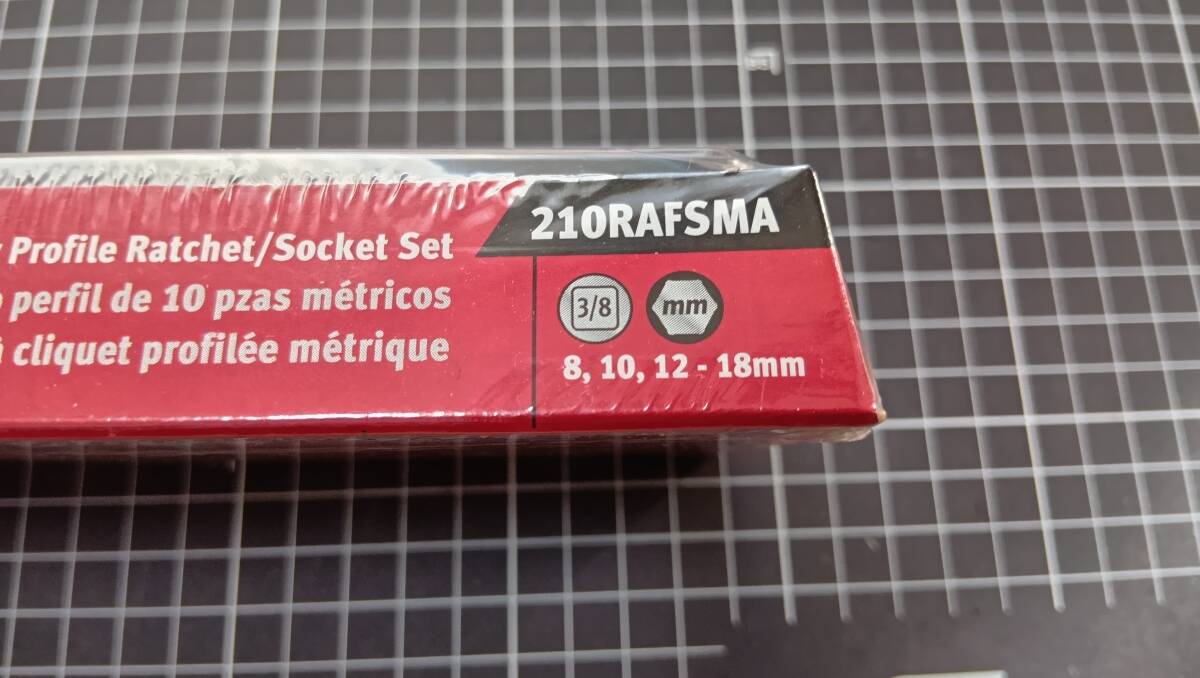 210RAFSMA
Profile Ratchet/Socket Set
perfil de 10 pzas métricos
cliquet profilée métrique
3/8
mm
8, 10, 12 - 18mm